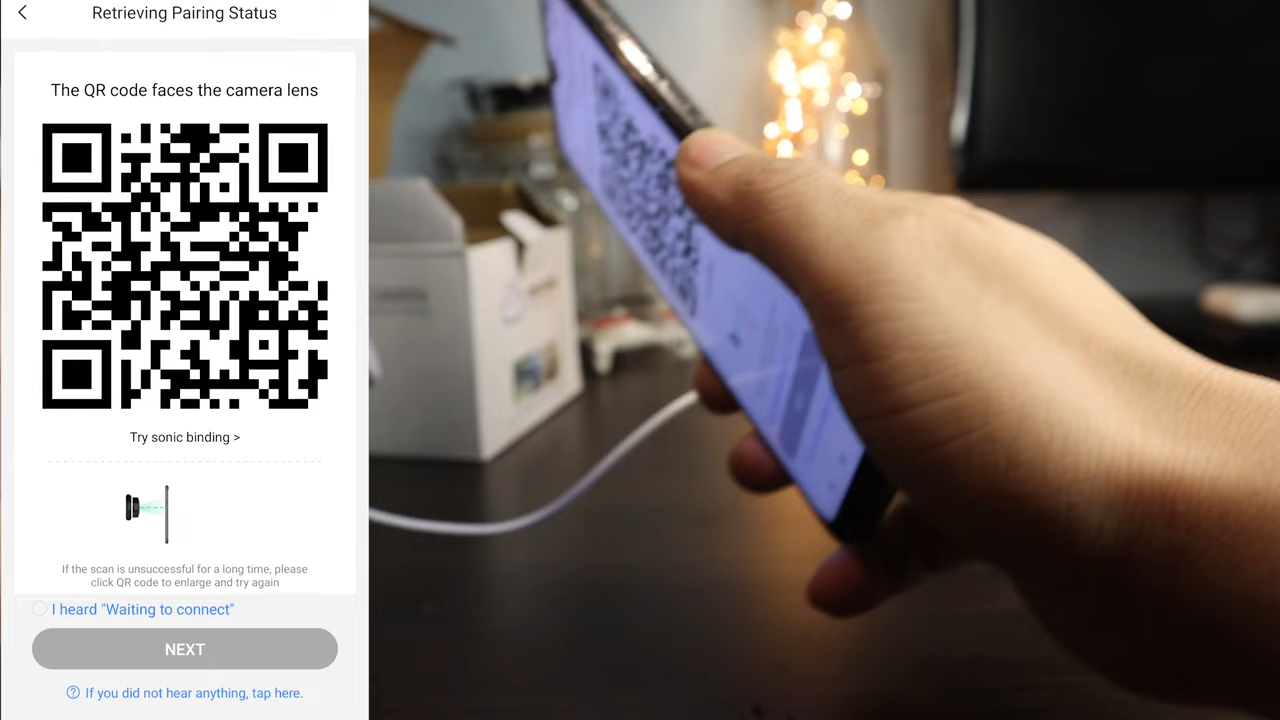 Retrieving Pairing Status
The QR code faces the camera lens
Try sonic binding >
If the scan is unsuccessful for a long time, please
click QR code to enlarge and try again
I heard "Waiting to connect"
NEXT
If you did not hear anything, tap here.